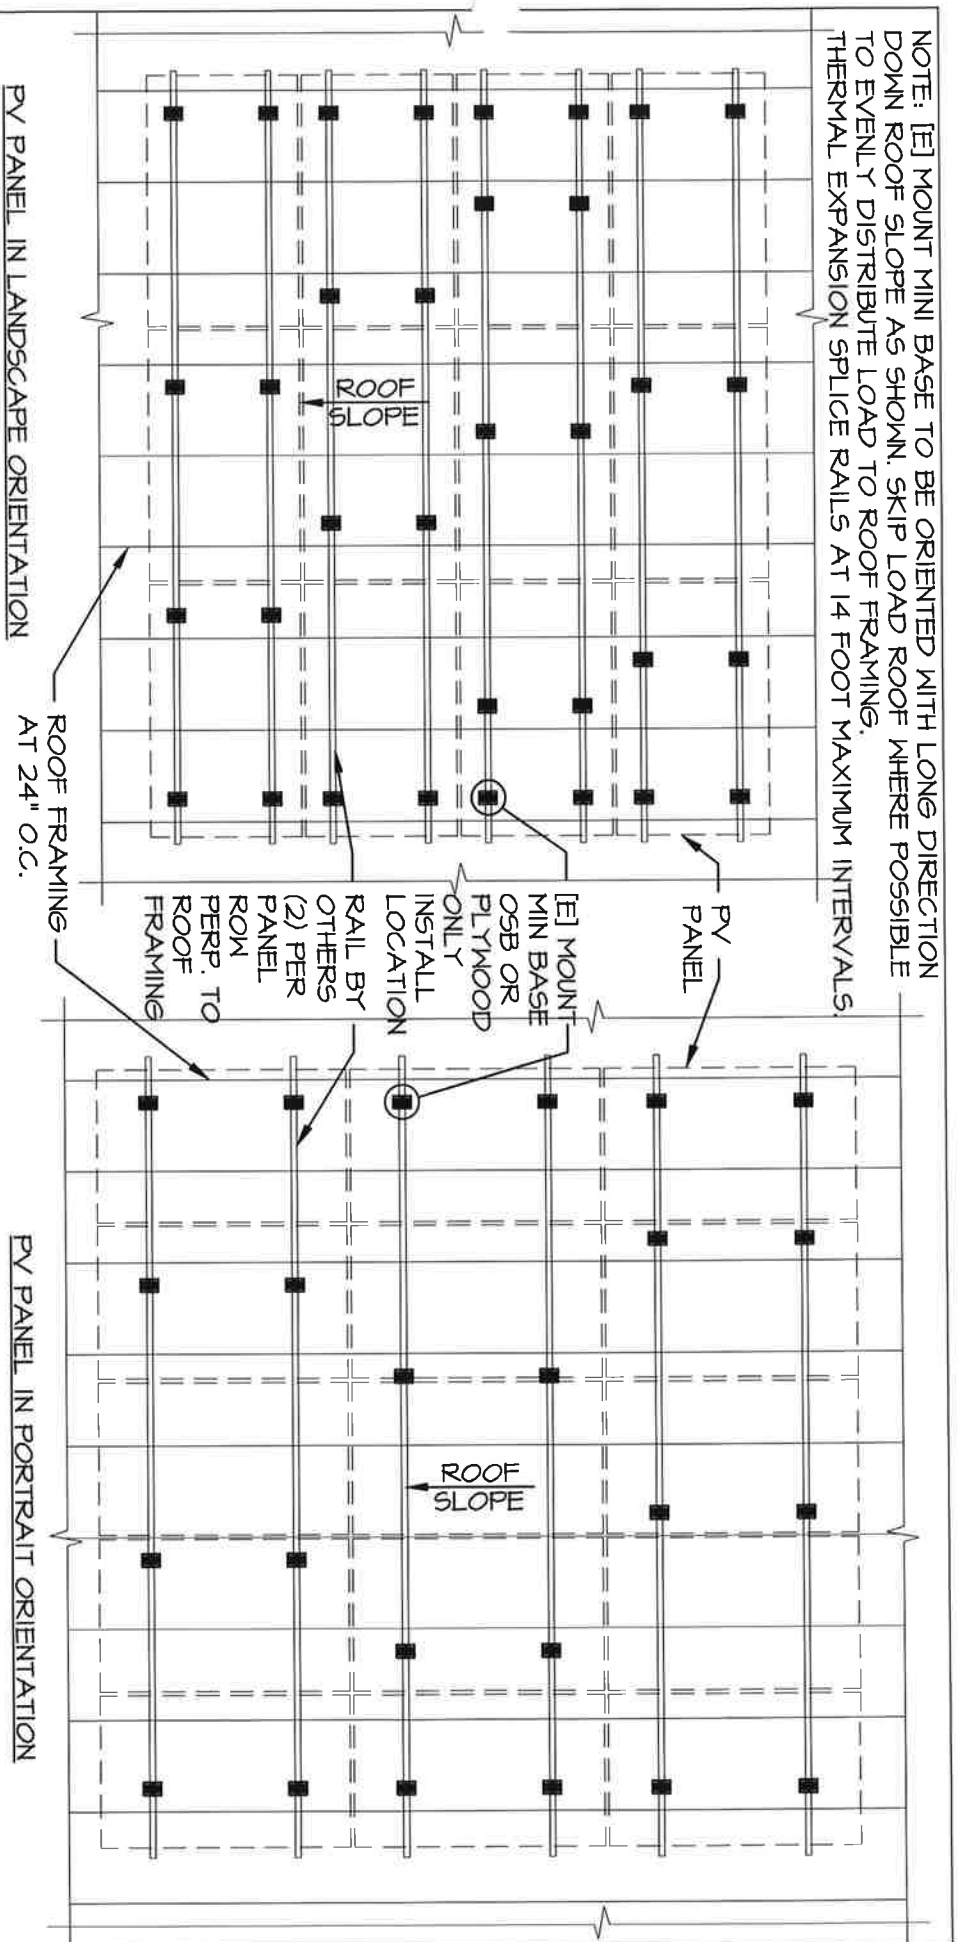 NOTE: [E] MOUNT MINI BASE TO BE ORIENTED WITH LONG DIRECTION
DOWN ROOF SLOPE AS SHOWN. SKIP LOAD ROOF WHERE POSSIBLE
TO EVENLY DISTRIBUTE LOAD TO ROOF FRAMING.
THERMAL EXPANSION SPLICE RAILS AT 14 FOOT MAXIMUM INTERVALS.
PV
PANEL
[E] MOUNT
MIN BASE
OSB OR
PLYWOOD
ONLY
INSTALL
LOCATION
RAIL BY
OTHERS
(2) PER
PANEL
ROW
PERP. TO
ROOF
FRAMING
ROOF
SLOPE
ROOF
SLOPE
ROOF FRAMING
AT 24" O.C.
PV PANEL IN LANDSCAPE ORIENTATION
PV PANEL IN PORTRAIT ORIENTATION